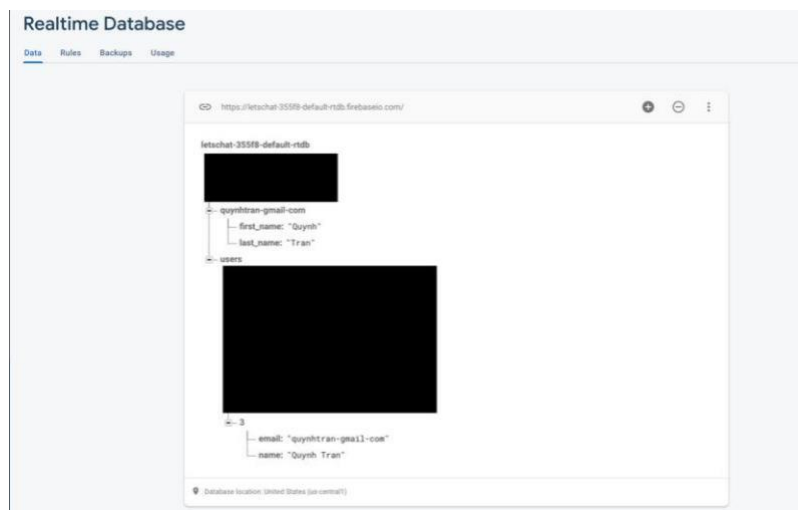 Realtime Database
Data Rules Backups Usage
https://letschat-355f8-default-rtdb.firebaseio.com/
letschat-355f8-default-rtdb
quynhtran-gmail-com
first_name: "Quynh"
last_name: "Tran"
users
3
email: "quynhtran-gmail-com"
name: "Quynh Tran"
Database location: United States (us-central1)